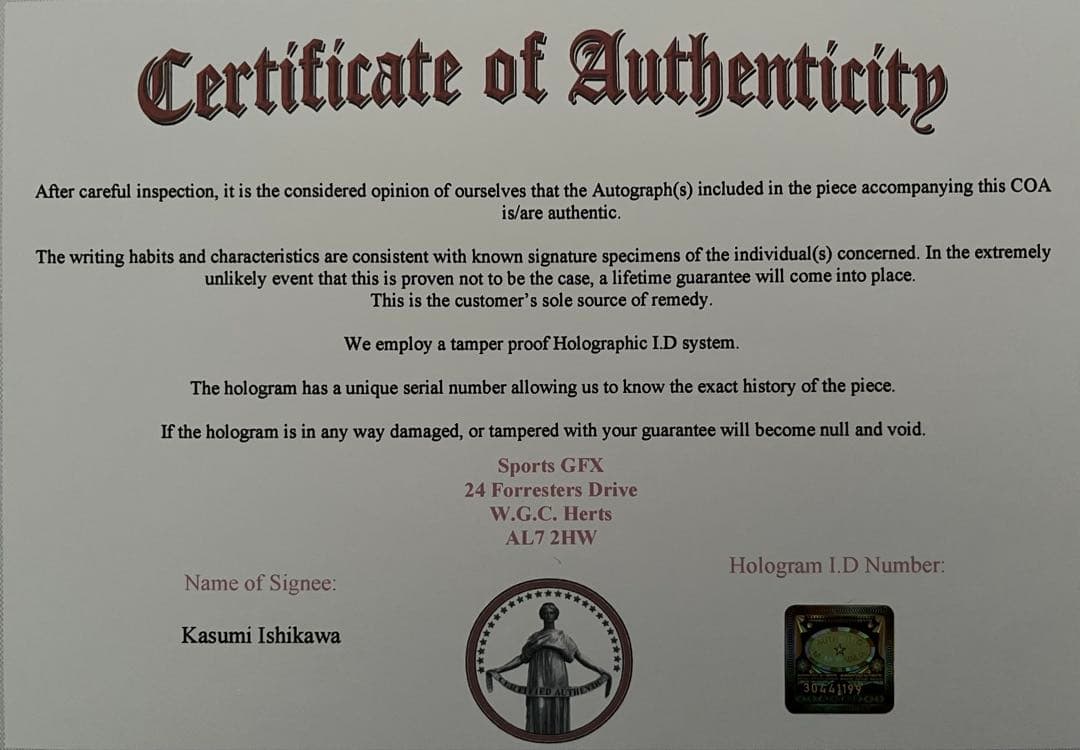 Certificate of Authenticity
After careful inspection, it is the considered opinion of ourselves that the Autograph(s) included in the piece accompanying this COA
is/are authentic.
The writing habits and characteristics are consistent with known signature specimens of the individual(s) concerned. In the extremely
unlikely event that this is proven not to be the case, a lifetime guarantee will come into place.
This is the customer's sole source of remedy.
We employ a tamper proof Holographic I.D system.
The hologram has a unique serial number allowing us to know the exact history of the piece.
If the hologram is in any way damaged, or tampered with your guarantee will become null and void.
Sports GFX
24 Forresters Drive
W.G.C. Herts
AL7 2HW
Name of Signee:
Kasumi Ishikawa
Hologram I.D Number:
30441199